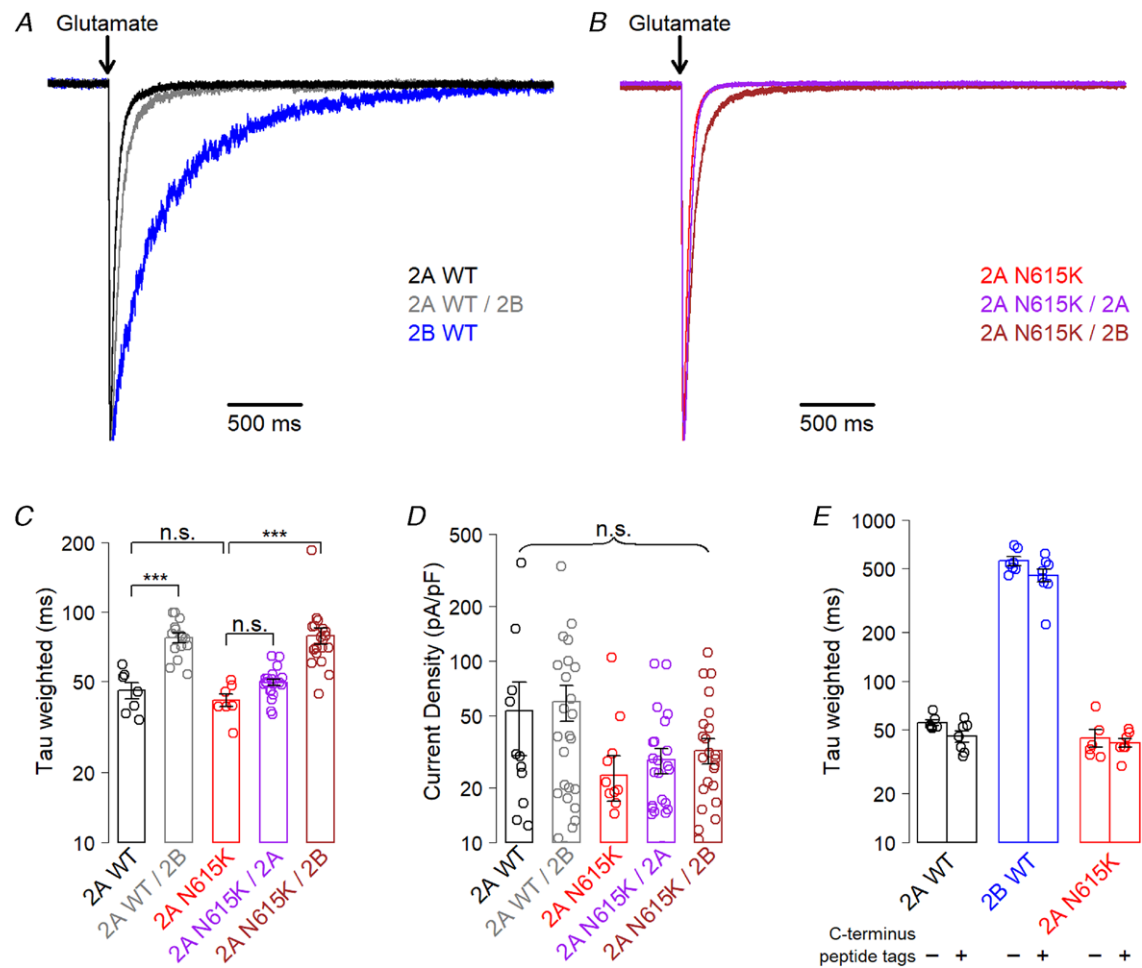 A
Glutamate
2A WT
2A WT / 2B
2B WT
500 ms
B
Glutamate
2A N615K
2A N615K / 2A
2A N615K / 2B
500 ms
C
Tau weighted (ms)
200
100
50
20
10
n.s.
***
***
n.s.
2A WT
2A WT / 2B
2A N615K
2A N615K / 2A
2A N615K / 2B
D
Current Density (pA/pF)
500
200
100
50
20
10
n.s.
2A WT
2A WT / 2B
2A N615K
2A N615K / 2A
2A N615K / 2B
E
Tau weighted (ms)
1000
500
200
100
50
20
10
2A WT
2B WT
2A N615K
C-terminus
peptide tags − + − + − +